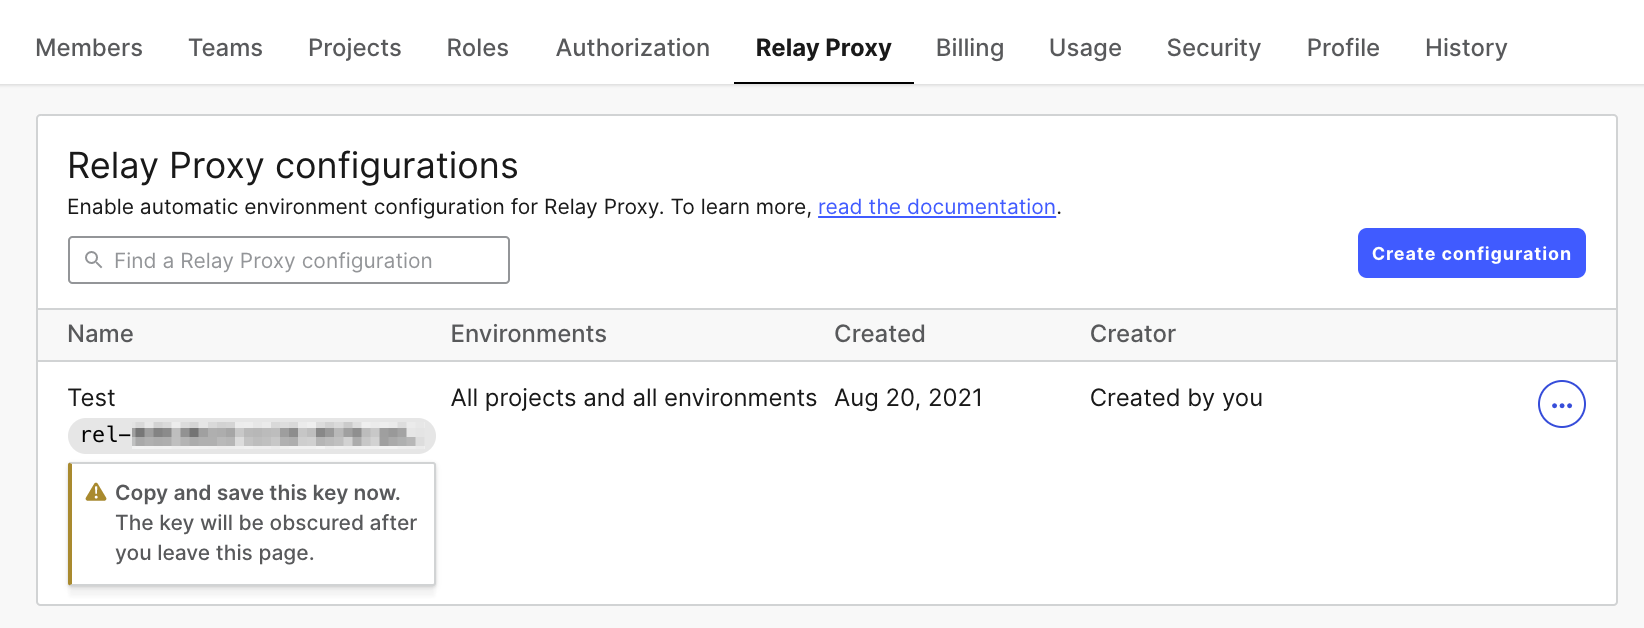 Members Teams Projects Roles Authorization Relay Proxy Billing Usage Security Profile History
Relay Proxy configurations
Enable automatic environment configuration for Relay Proxy. To learn more, read the documentation.
Find a Relay Proxy configuration
Create configuration
Name Environments Created Creator
Test All projects and all environments Aug 20, 2021 Created by you
rel-
Copy and save this key now.
The key will be obscured after
you leave this page.